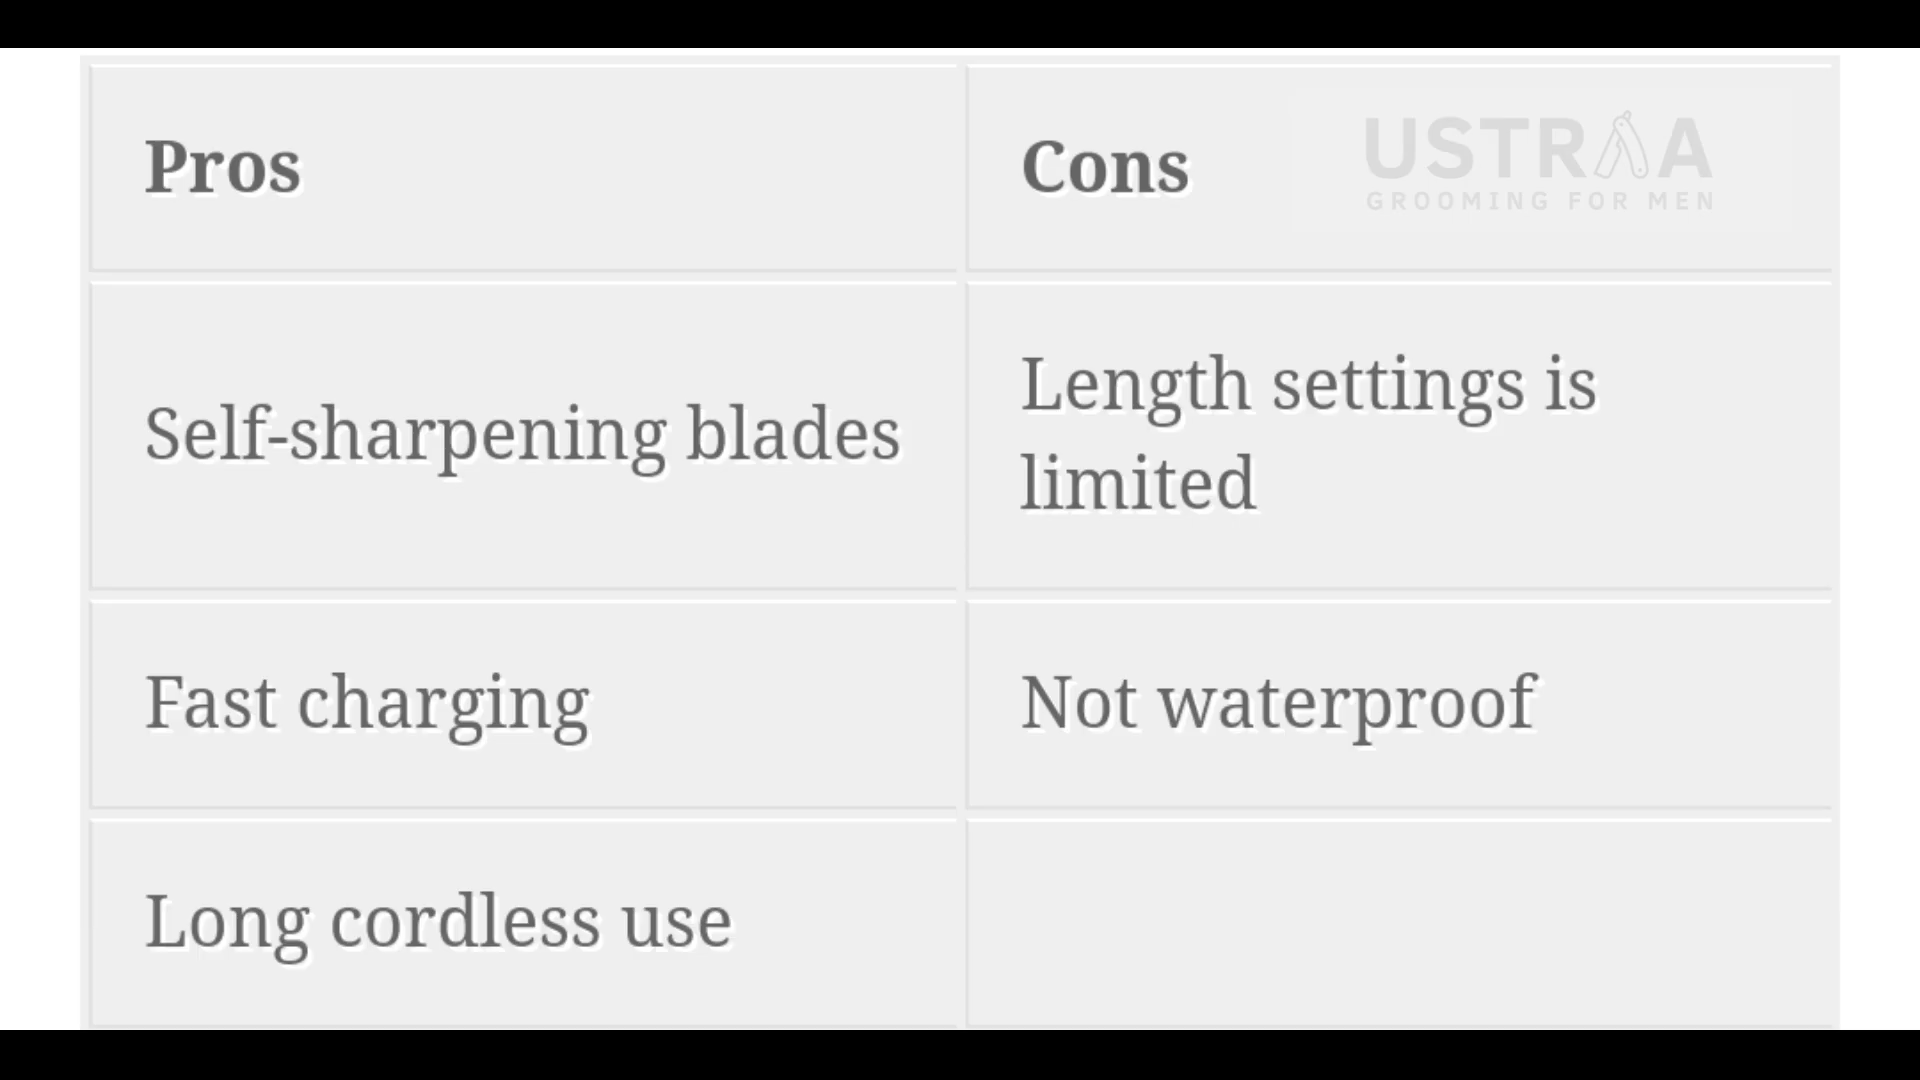 Pros
Cons
USTRAA
GROOMING FOR MEN
Self-sharpening blades
Length settings is
limited
Fast charging
Not waterproof
Long cordless use